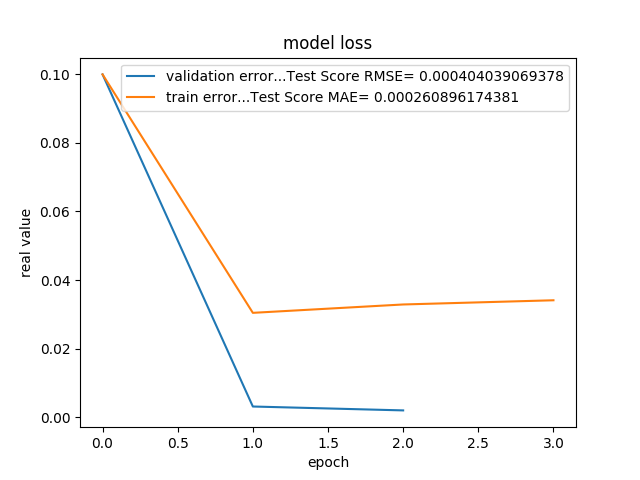 model loss
validation error...Test Score RMSE= 0.000404039069378
train error...Test Score MAE= 0.000260896174381
real value
0.10
0.08
0.06
0.04
0.02
0.00
0.0 0.5 1.0 1.5 2.0 2.5 3.0
epoch